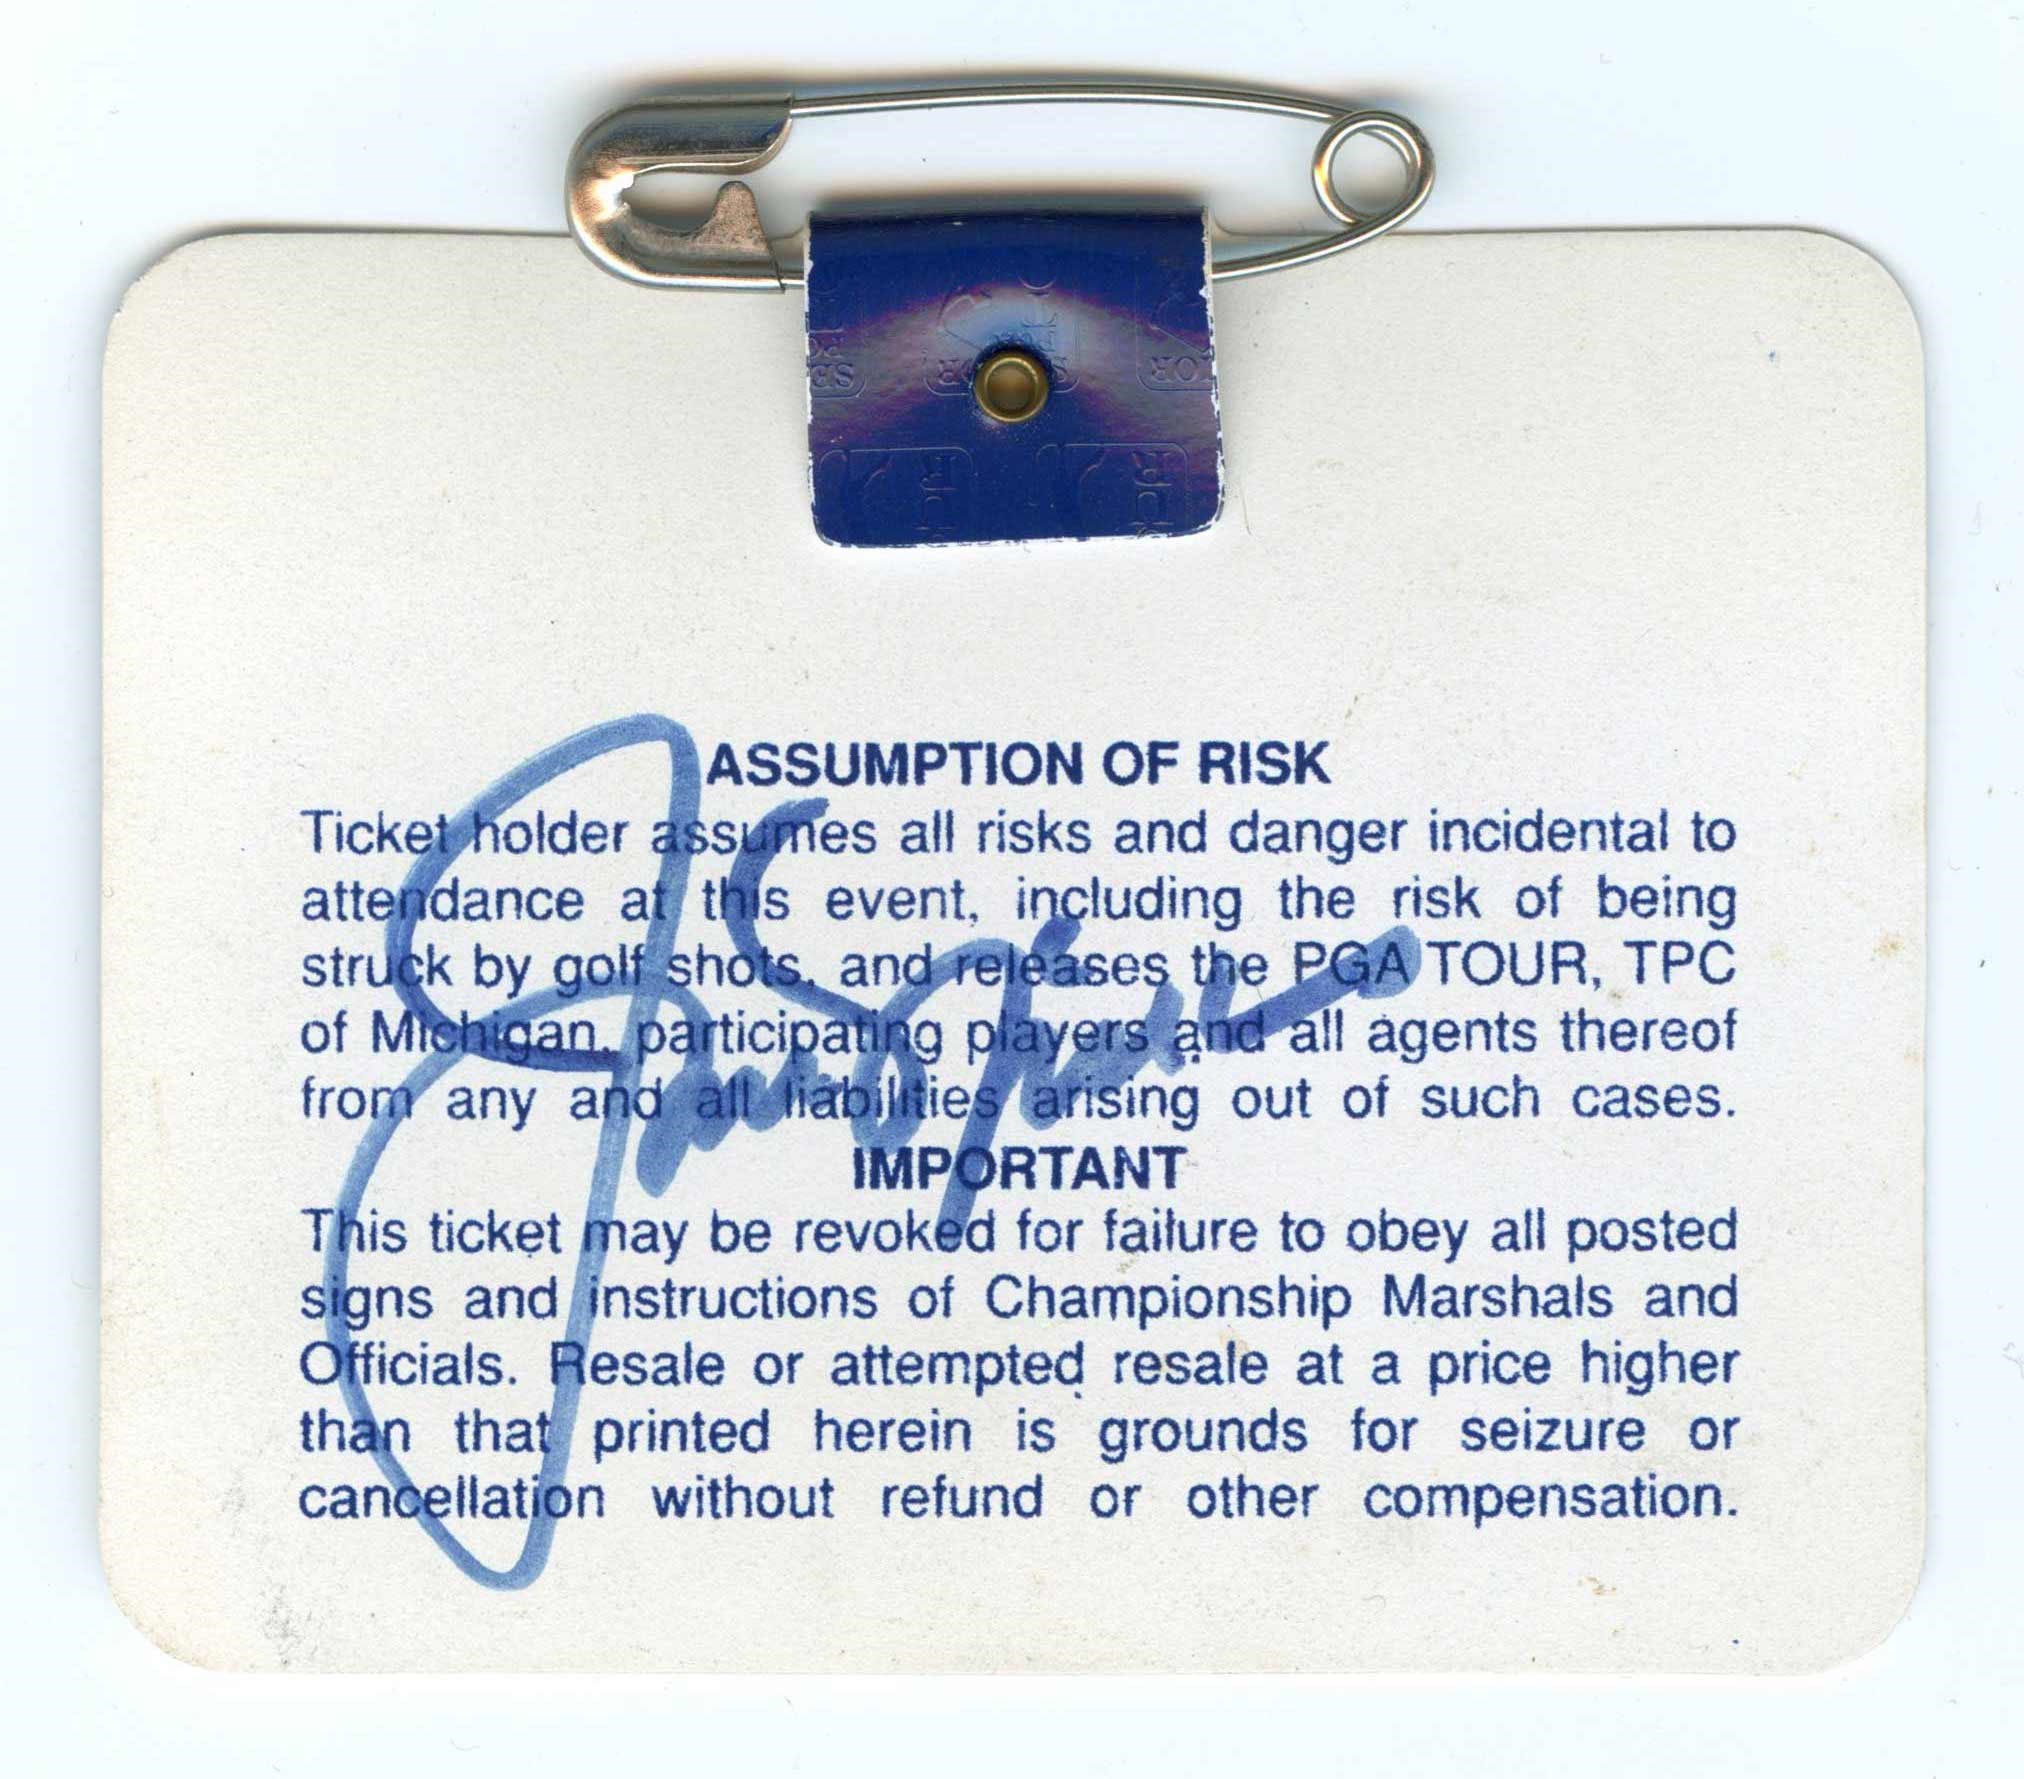 ASSUMPTION OF RISK
Ticket holder assumes all risks and danger incidental to
attendance at this event, including the risk of being
struck by golf shots, and releases the PGA TOUR, TPC
of Michigan, participating players and all agents thereof
from any and all liabilities arising out of such cases.
IMPORTANT
This ticket may be revoked for failure to obey all posted
signs and instructions of Championship Marshals and
Officials. Resale or attempted resale at a price higher
than that printed herein is grounds for seizure or
cancellation without refund or other compensation.